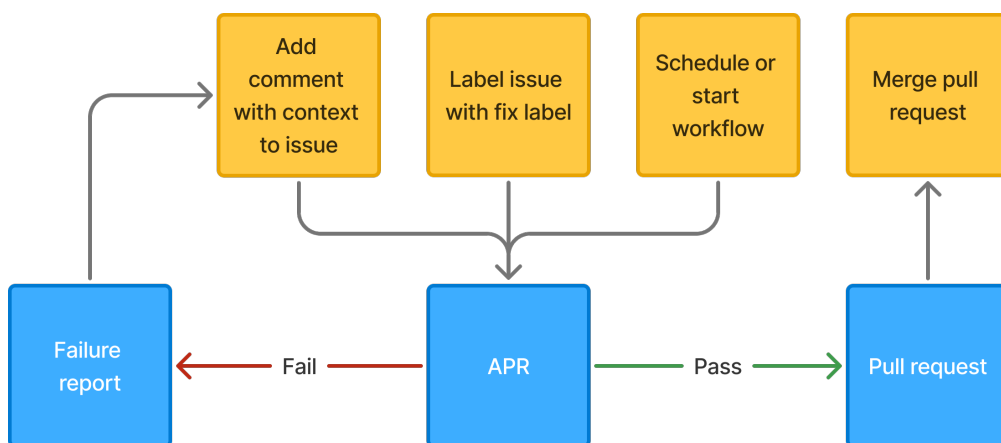 Add
comment
with context
to issue
Label issue
with fix label
Schedule or
start
workflow
Merge pull
request
Failure
report
Fail
APR
Pass
Pull request